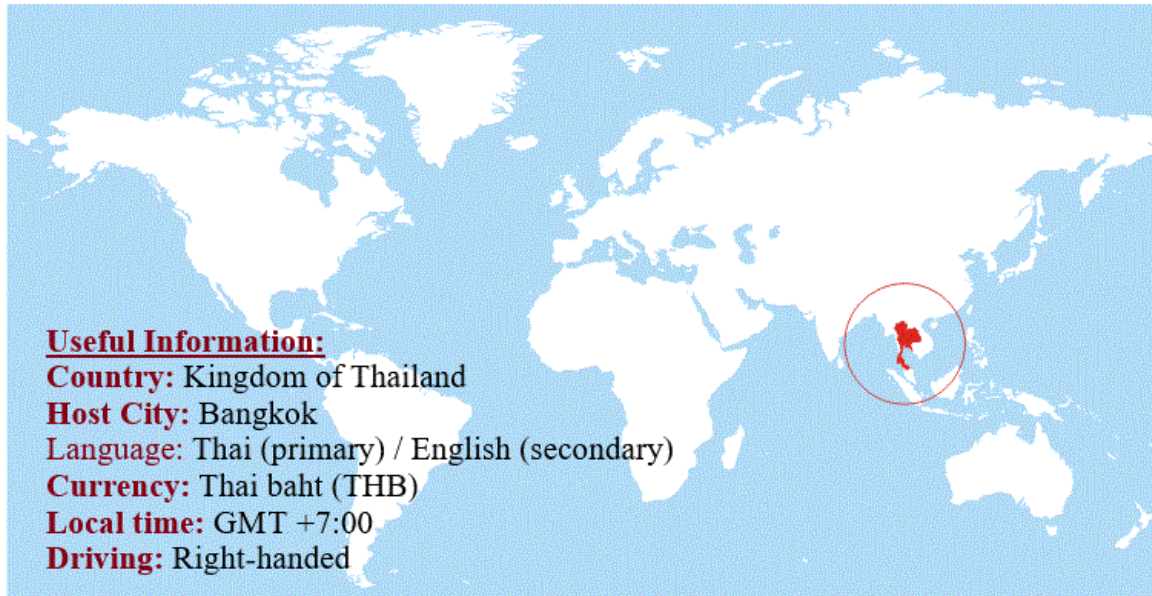 Useful Information:
Country: Kingdom of Thailand
Host City: Bangkok
Language: Thai (primary) / English (secondary)
Currency: Thai baht (THB)
Local time: GMT +7:00
Driving: Right-handed